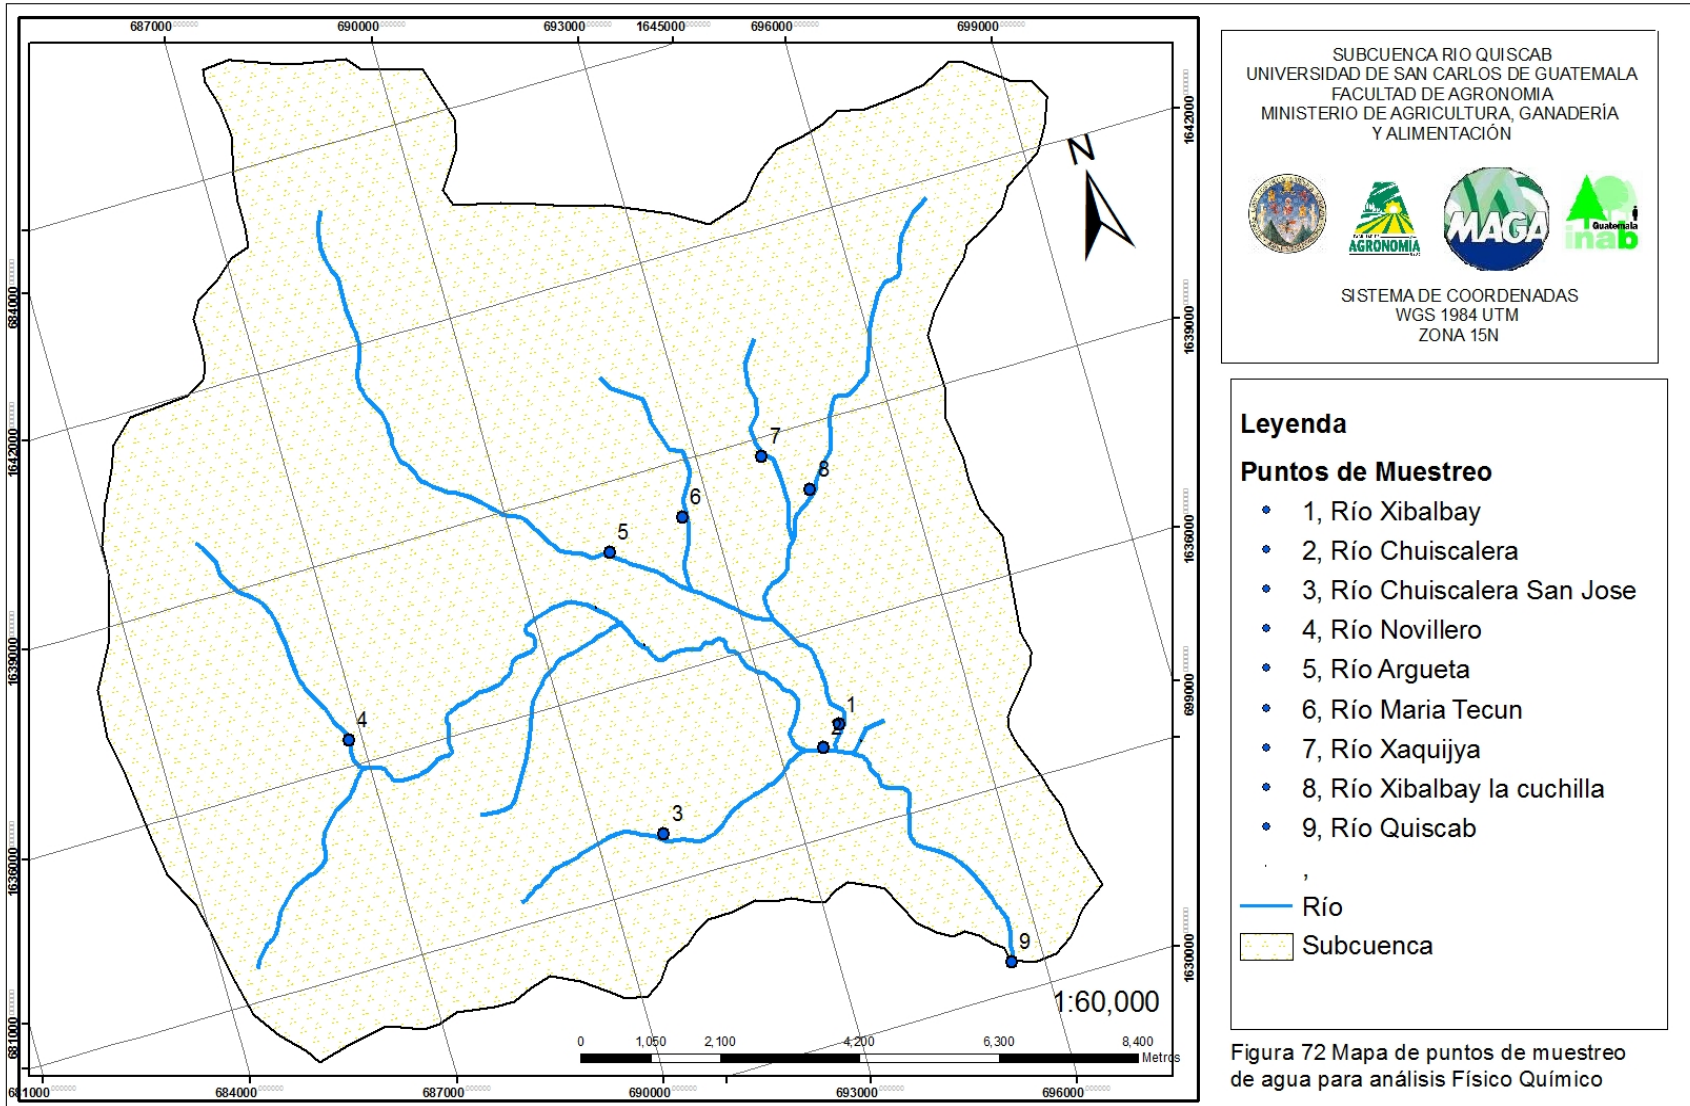 687000
690000
693000
1645000
696000
699000
SUBCUENCA RIO QUISCAB
UNIVERSIDAD DE SAN CARLOS DE GUATEMALA
FACULTAD DE AGRONOMIA
MINISTERIO DE AGRICULTURA, GANADERÍA
Y ALIMENTACIÓN
AGRONOMIA
MAGA
Guatemala
inab
SISTEMA DE COORDENADAS
WGS 1984 UTM
ZONA 15N
N
1642000
1639000
1636000
699000
1630000
684000
1642000
1639000
1636000
681000
7
8
6
5
1
2
4
3
9
1:60,000
0 1,050 2,100 4,200 6,300 8,400
Metros
681000
684000
687000
690000
693000
696000
Leyenda
Puntos de Muestreo
1, Río Xibalbay
2, Río Chuiscalera
3, Río Chuiscalera San Jose
4, Río Novillero
5, Río Argueta
6, Río Maria Tecun
7, Río Xaquijya
8, Río Xibalbay la cuchilla
9, Río Quiscab
,
Río
Subcuenca
Figura 72 Mapa de puntos de muestreo
de agua para análisis Físico Químico